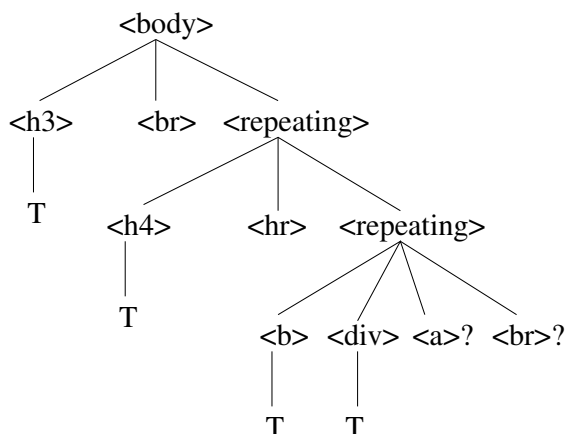 <body>
<h3> <br> <repeating>
T <h4> <hr> <repeating>
T <b> <div> <a>? <br>?
T T